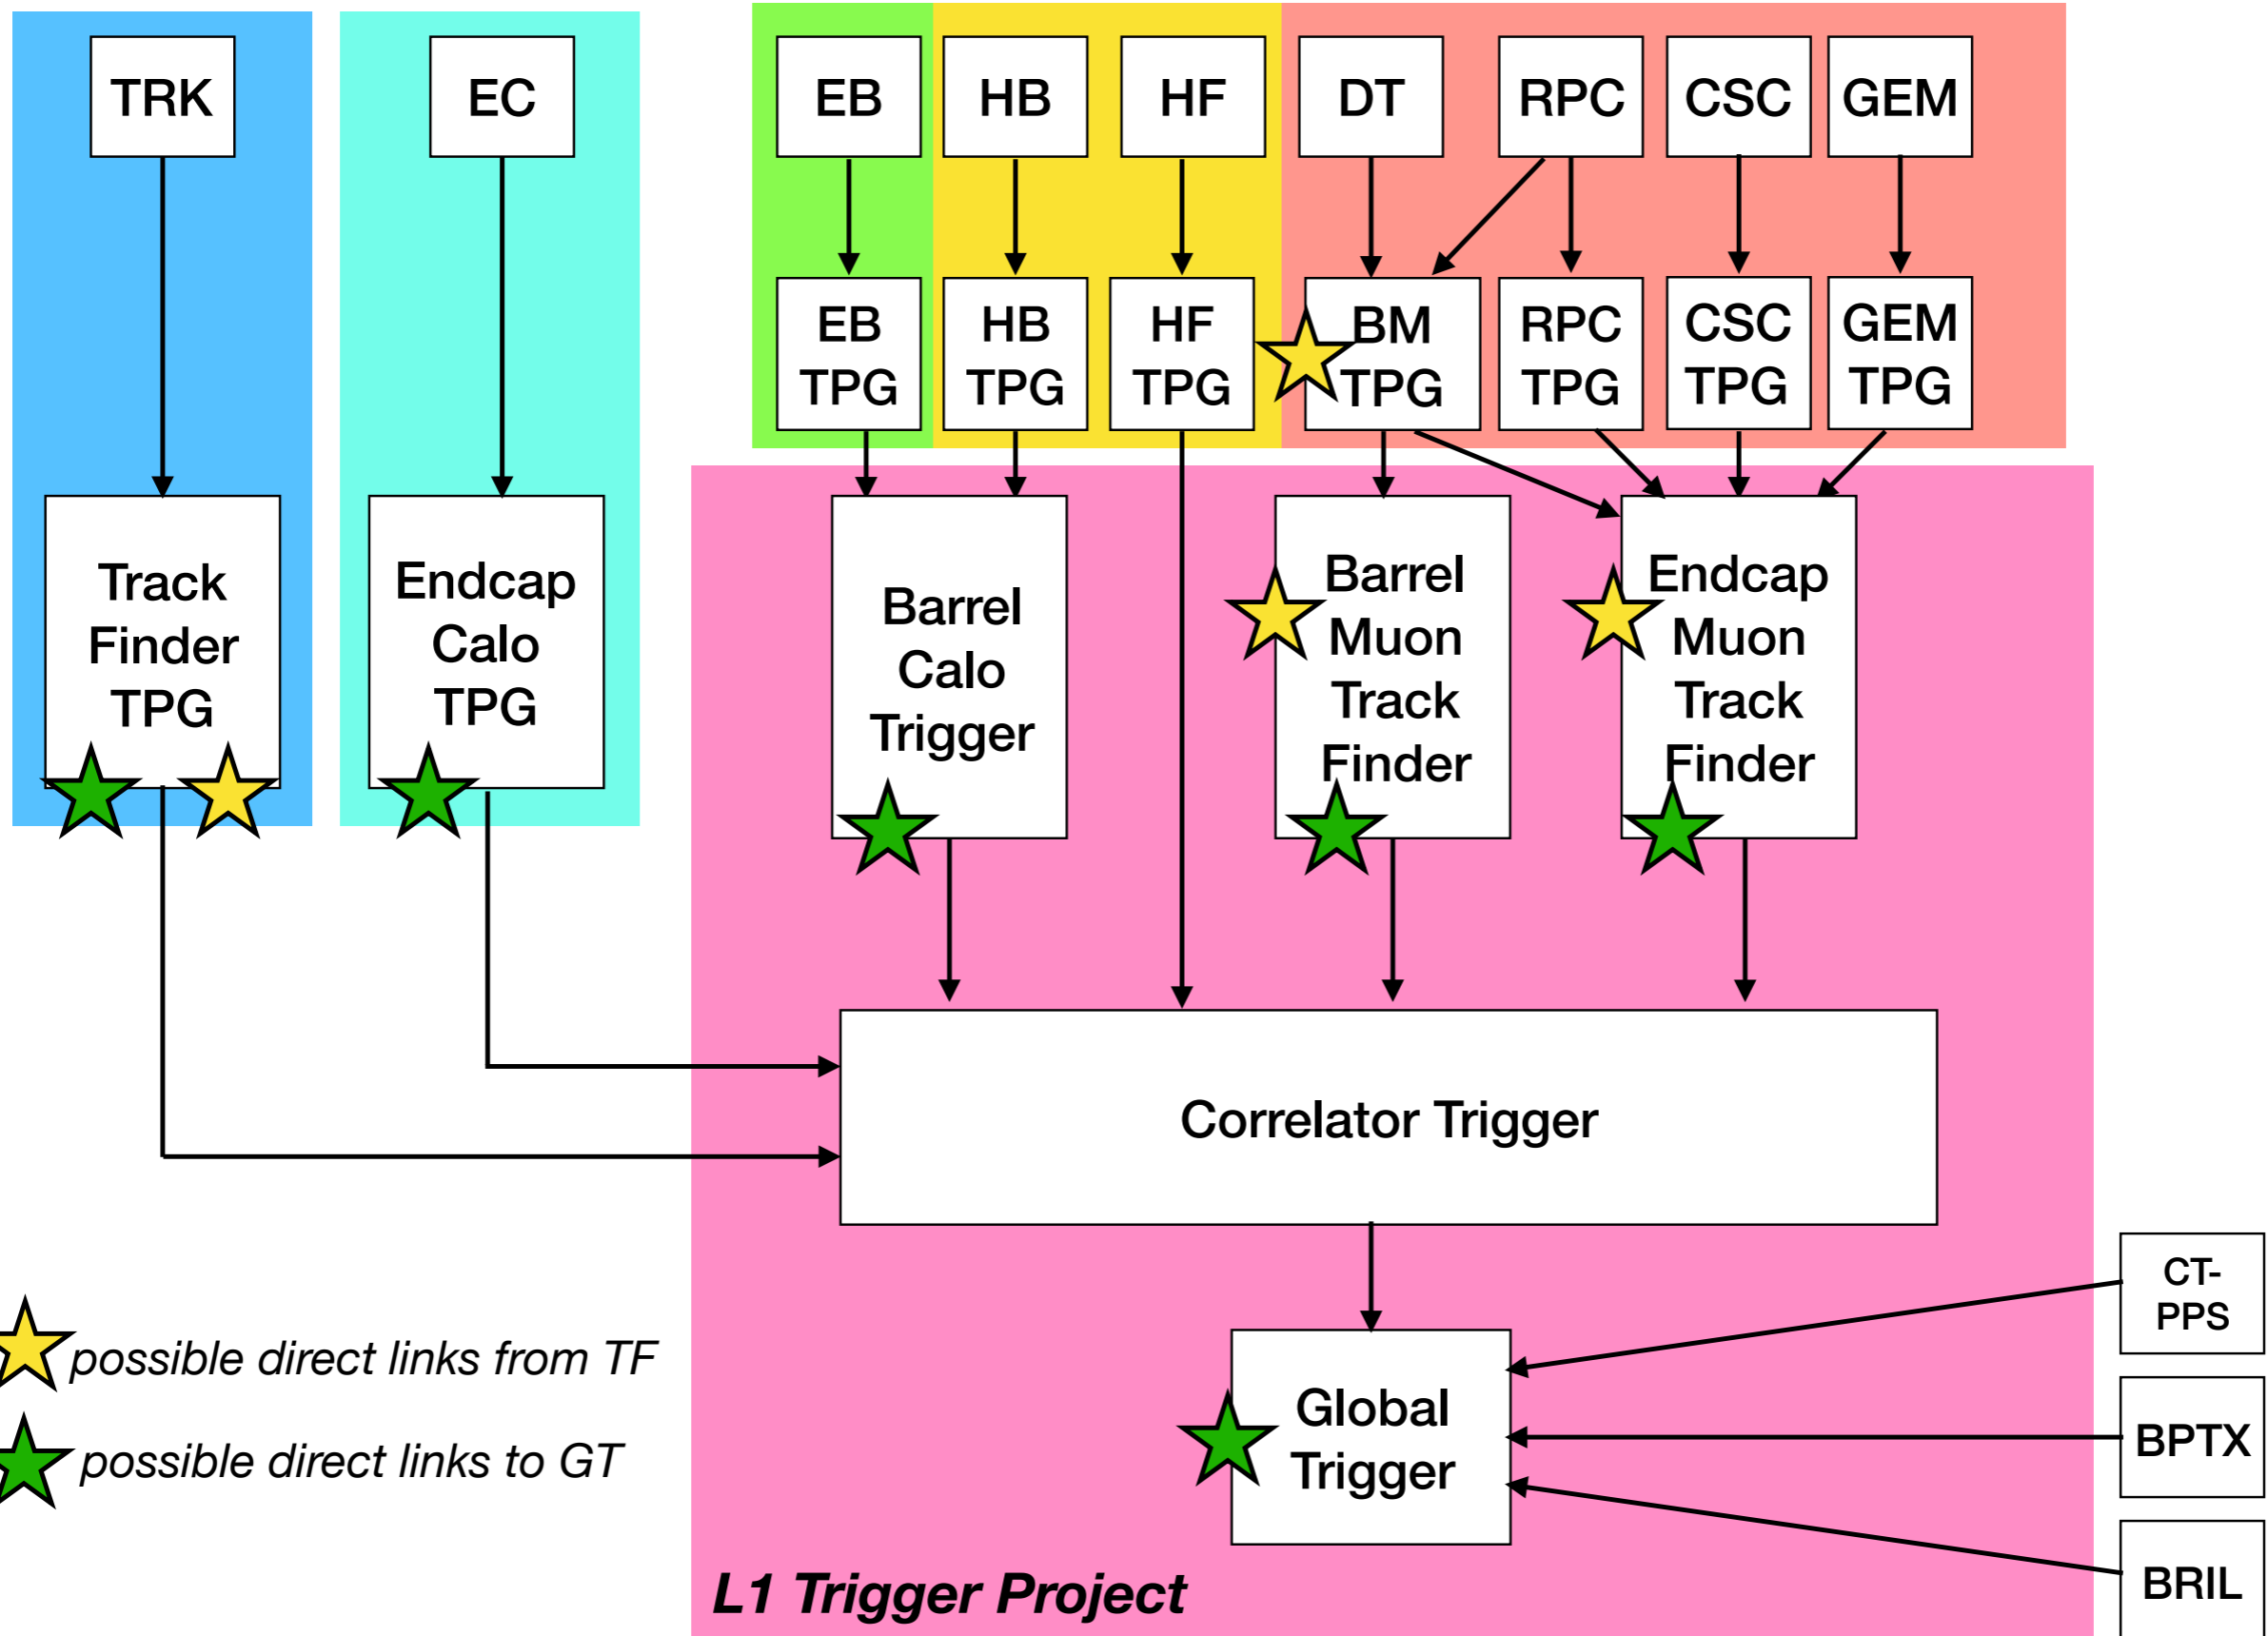 TRK
EC
EB
HB
HF
DT
RPC
CSC
GEM
EB
TPG
HB
TPG
HF
TPG
BM
TPG
RPC
TPG
CSC
TPG
GEM
TPG
Track
Finder
TPG
Endcap
Calo
TPG
Barrel
Calo
Trigger
Barrel
Muon
Track
Finder
Endcap
Muon
Track
Finder
Correlator Trigger
Global
Trigger
CT-
PPS
BPTX
BRIL
possible direct links from TF
possible direct links to GT
L1 Trigger Project